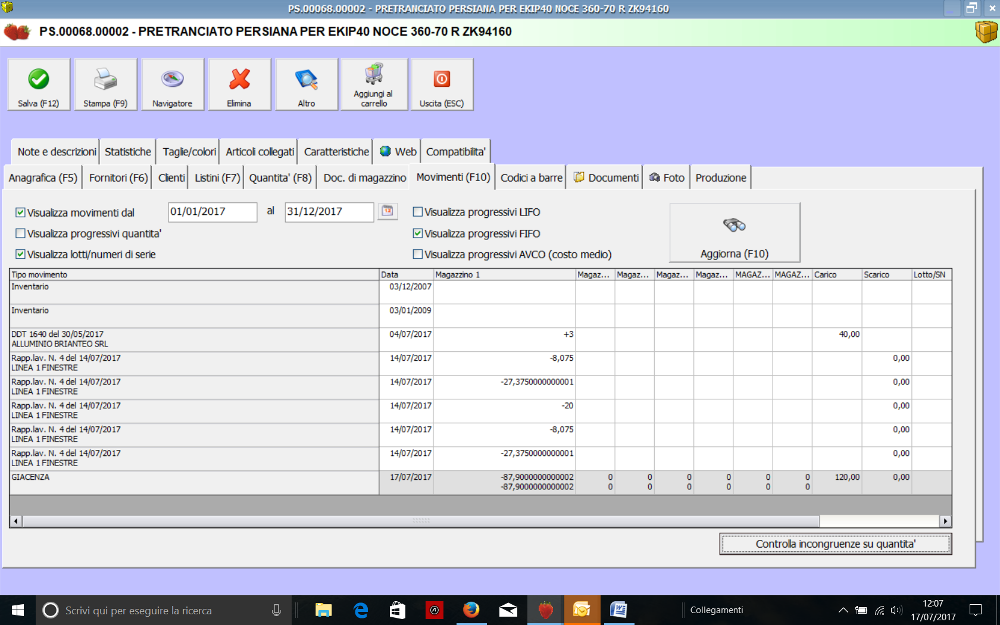 PS.00068.00002 - PRETRANCIATO PERSIANA PER EKIP40 NOCE 360-70 R ZK94160
PS.00068.00002 - PRETRANCIATO PERSIANA PER EKIP40 NOCE 360-70 R ZK94160
Salva (F12) Stampa (F9) Navigatore Elimina Altro Aggiungi al carrello Uscita (ESC)
Note e descrizioni Statistiche Taglie/colori Articoli collegati Caratteristiche Web Compatibilita'
Anagrafica (F5) Fornitori (F6) Clienti Listini (F7) Quantita' (F8) Doc. di magazzino Movimenti (F10) Codici a barre Documenti Foto Produzione
Visualizza movimenti dal 01/01/2017 al 31/12/2017 12 Visualizza progressivi LIFO
Visualizza progressivi quantita' Visualizza progressivi FIFO
Visualizza lotti/numeri di serie Visualizza progressivi AVCO (costo medio) Aggiorna (F10)
Tipo movimento Data Magazzino 1 Magaz... Magaz... Magaz... Magaz... MAGAZ... MAGAZ... Carico Scarico Lotto/SN
Inventario 03/12/2007
Inventario 03/01/2009
DDT 1640 del 30/05/2017 04/07/2017 +3 40,00
ALLUMINIO BRIANTEO SRL
Rapp.lav. N. 4 del 14/07/2017 14/07/2017 -8,075 0,00
LINEA 1 FINESTRE
Rapp.lav. N. 4 del 14/07/2017 14/07/2017 -27,3750000000001 0,00
LINEA 1 FINESTRE
Rapp.lav. N. 4 del 14/07/2017 14/07/2017 -20 0,00
LINEA 1 FINESTRE
Rapp.lav. N. 4 del 14/07/2017 14/07/2017 -8,075 0,00
LINEA 1 FINESTRE
Rapp.lav. N. 4 del 14/07/2017 14/07/2017 -27,3750000000001 0,00
LINEA 1 FINESTRE
GIACENZA 17/07/2017 -87,9000000000002 0 0 0 0 0 0 120,00 0,00
-87,9000000000002 0 0 0 0 0 0
Controlla incongruenze su quantita'
Scrivi qui per eseguire la ricerca Collegamenti 12:07
17/07/2017